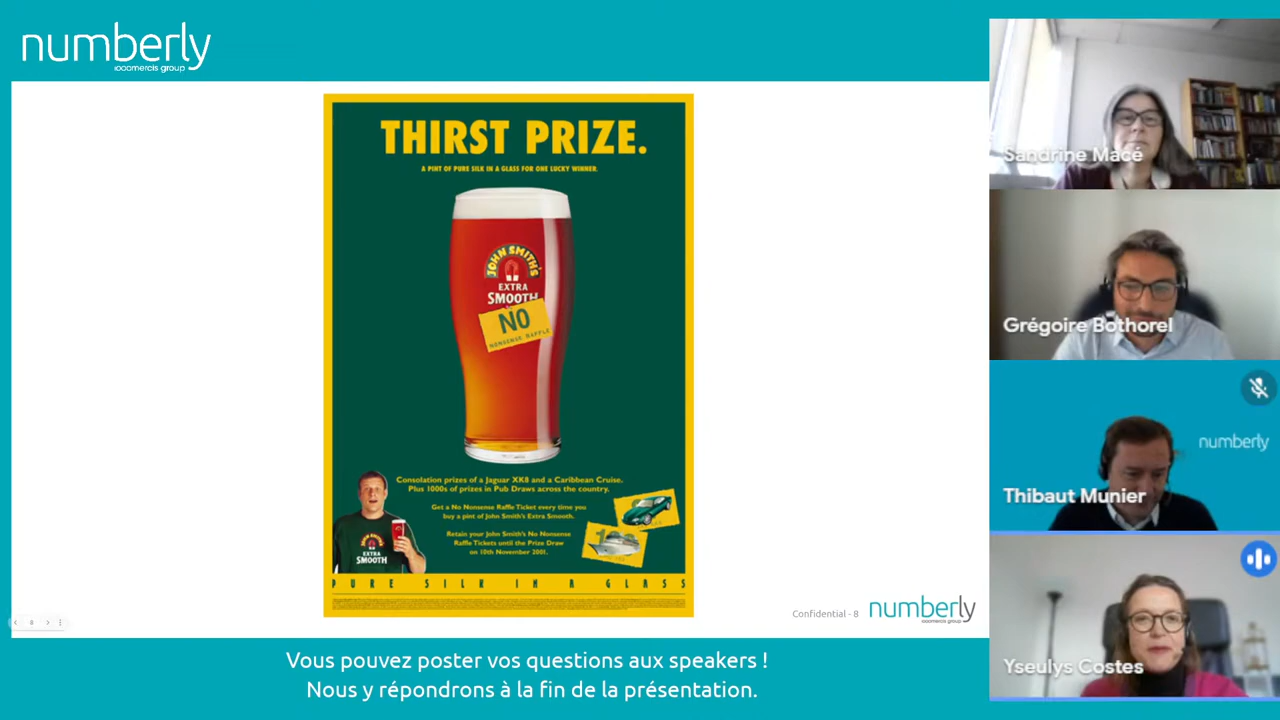 numberly
1000mercis group
THIRST PRIZE.
A PINT OF PURE SILK IN A GLASS FOR ONE LUCKY WINNER.
JOHN SMITH'S
EXTRA
SMOOTH
NO
NONSENSE RAFFLE
Consolation prizes of a Jaguar XK8 and a Caribbean Cruise.
Plus 1000s of prizes in Pub Draws across the country.
Get a No Nonsense Raffle Ticket every time you
buy a pint of John Smith's Extra Smooth.
Retain your John Smith's No Nonsense
Raffle Tickets until the Prize Draw
on 10th November 2001.
JOHN SMITH'S
EXTRA
SMOOTH
PURE SILK IN A GLASS
8
Confidential - 8
numberly
1000mercis group
Vous pouvez poster vos questions aux speakers !
Nous y répondrons à la fin de la présentation.
Sandrine Macé
Grégoire Bothorel
numberly
Thibaut Munier
Yseulys Costes